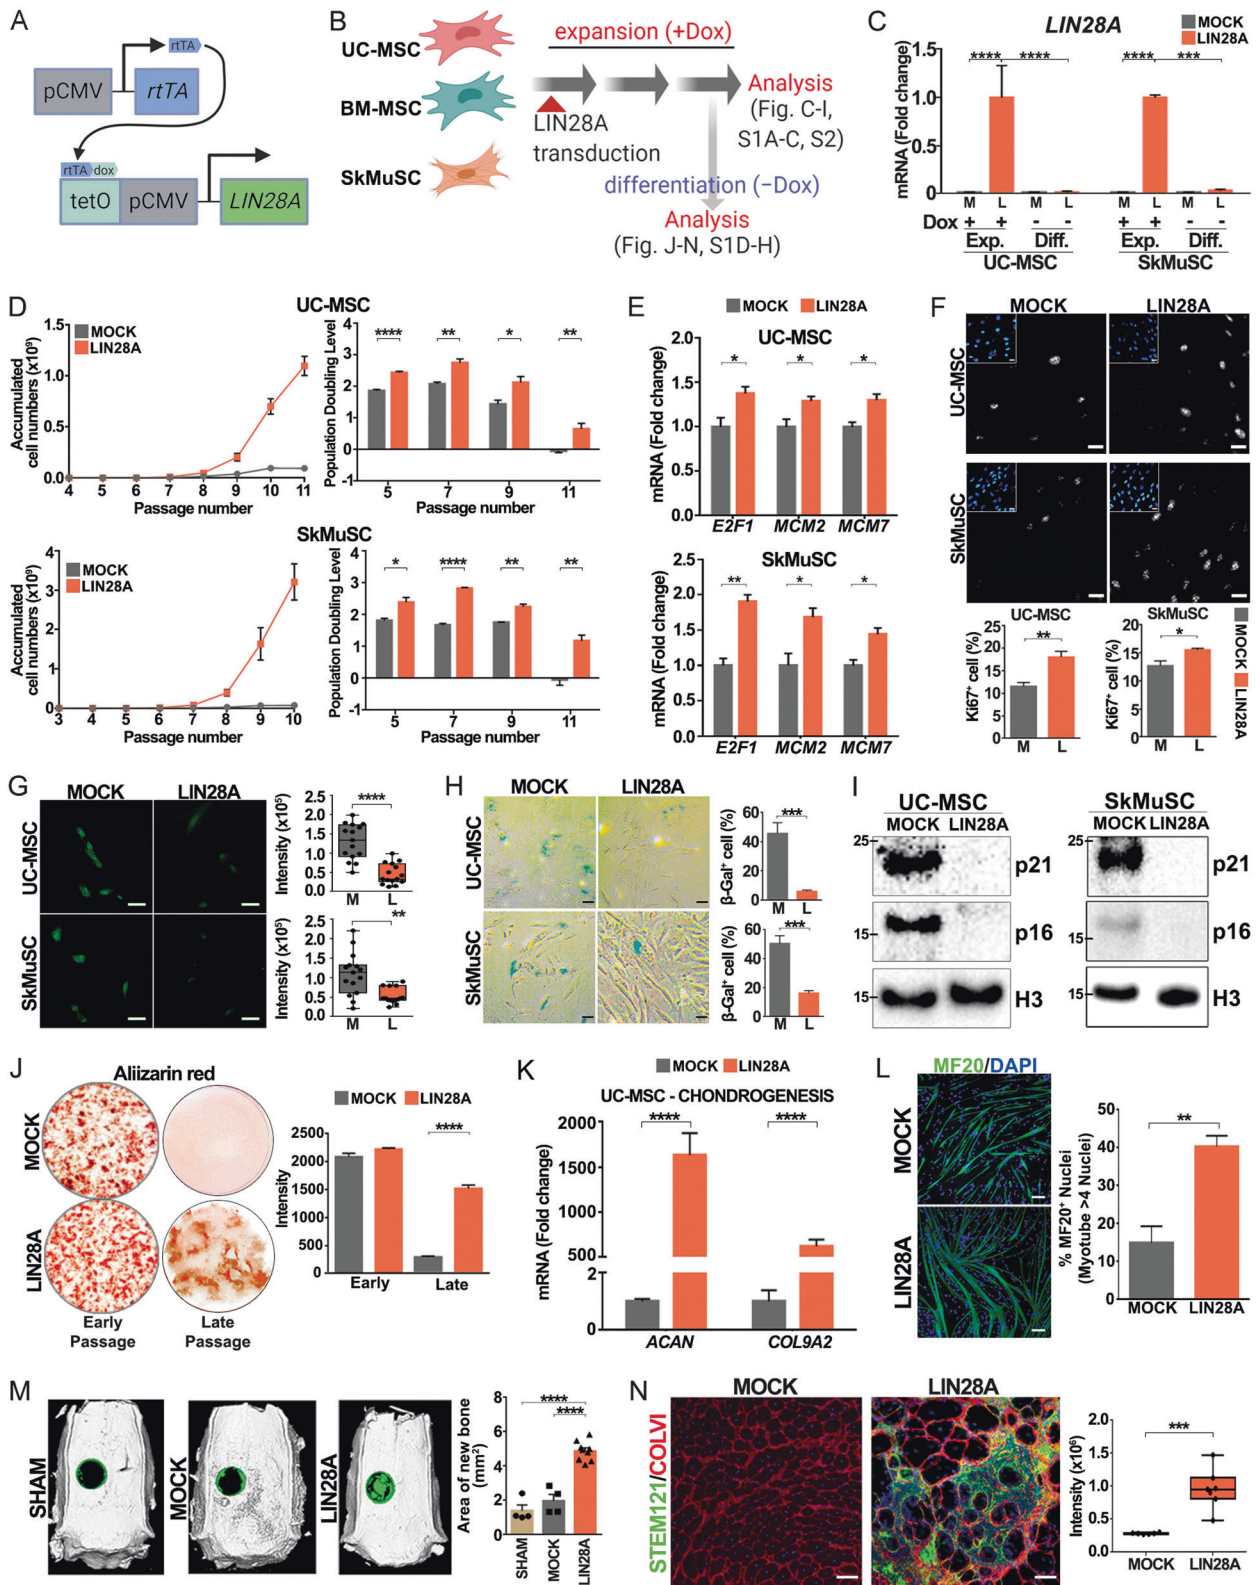 A
rtTA
pCMV
rtTA
rtTA dox
tetO
pCMV
LIN28A
B
UC-MSC
BM-MSC
SkMuSC
expansion (+Dox)
LIN28A
transduction
Analysis
(Fig. C-I,
S1A-C, S2)
differentiation (−Dox)
Analysis
(Fig. J-N, S1D-H)
C
LIN28A
MOCK
LIN28A
mRNA (Fold change)
1.5
1.0
0.5
0.0
**** **** **** ***
M L M L M L M L
Dox + + - - + + - -
Exp. Diff. Exp. Diff.
UC-MSC SkMuSC
D
UC-MSC
MOCK
LIN28A
Accumulated
cell numbers (x10⁹)
1.5
1.0
0.5
0.0
4 5 6 7 8 9 10 11
Passage number
Population Doubling Level
4
3
2
1
0
-1
**** ** * **
5 7 9 11
Passage number
SkMuSC
MOCK
LIN28A
Accumulated
cell numbers (x10⁹)
4
3
2
1
0
3 4 5 6 7 8 9 10
Passage number
Population Doubling Level
4
3
2
1
0
-1
* **** ** **
5 7 9 11
Passage number
E
MOCK LIN28A
UC-MSC
mRNA (Fold change)
2.0
1.5
1.0
0.5
0.0
* * *
E2F1 MCM2 MCM7
SkMuSC
mRNA (Fold change)
2.5
2.0
1.5
1.0
0.5
0.0
** * *
E2F1 MCM2 MCM7
F
MOCK LIN28A
UC-MSC
SkMuSC
UC-MSC
Ki67⁺ cell (%)
25
20
15
10
5
0
**
M L
SkMuSC
Ki67⁺ cell (%)
20
15
10
5
0
*
M L
MOCK
LIN28A
G
MOCK LIN28A
UC-MSC
SkMuSC
Intensity (x10⁵)
2.5
2.0
1.5
1.0
0.5
0.0
****
M L
Intensity (x10⁵)
2.5
2.0
1.5
1.0
0.5
0.0
**
M L
H
MOCK LIN28A
UC-MSC
SkMuSC
β-Gal⁺ cell (%)
60
40
20
0
***
M L
β-Gal⁺ cell (%)
60
40
20
0
***
M L
I
UC-MSC
MOCK LIN28A
25
p21
15
p16
15
H3
SkMuSC
MOCK LIN28A
25
p21
15
p16
15
H3
J
Aliizarin red
MOCK
LIN28A
Early
Passage
Late
Passage
MOCK LIN28A
Intensity
2500
2000
1500
1000
500
0
****
Early Late
K
MOCK LIN28A
UC-MSC - CHONDROGENESIS
mRNA (Fold change)
2000
1500
1000
500
2
0
**** ****
ACAN COL9A2
L
MF20/DAPI
MOCK
LIN28A
% MF20⁺ Nuclei
(Myotube >4 Nuclei)
50
40
30
20
10
0
**
MOCK LIN28A
M
SHAM
MOCK
LIN28A
Area of new bone
(mm²)
8
6
4
2
0
****
****
SHAM
MOCK
LIN28A
N
MOCK LIN28A
STEM121/COLVI
Intensity (x10⁶)
2.0
1.5
1.0
0.5
0.0
***
MOCK LIN28A